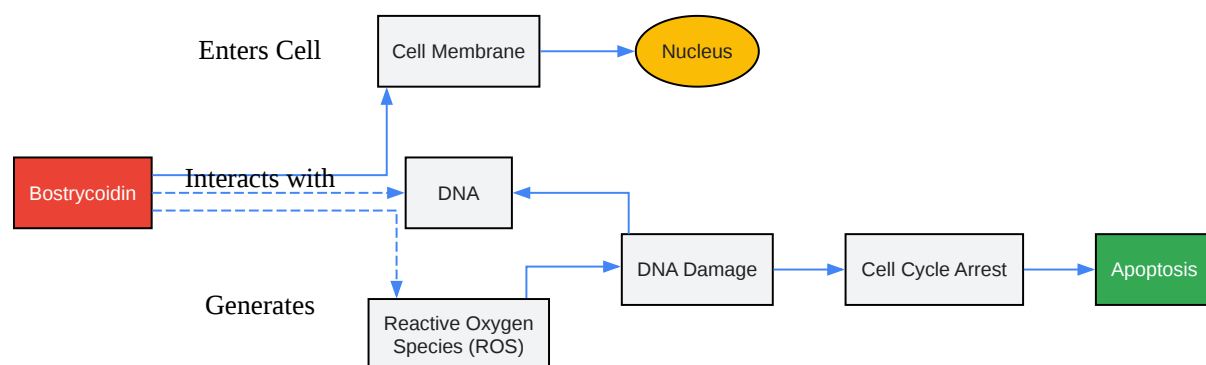 Enters Cell
Cell Membrane
Nucleus
Bostrycoidin
Interacts with
DNA
DNA Damage
Cell Cycle Arrest
Apoptosis
Generates
Reactive Oxygen
Species (ROS)